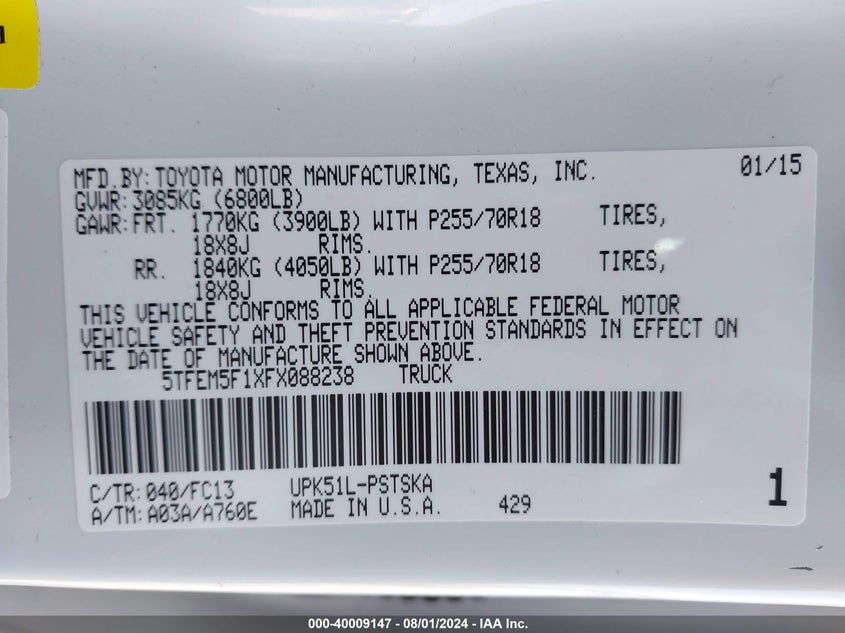 MFD.BY:TOYOTA MOTOR MANUFACTURING, TEXAS, INC. 01/15
GVWR:3085KG (6800LB)
GAWR:FRT. 1770KG (3900LB) WITH P255/70R18 TIRES,
18X8J RIMS.
RR. 1840KG (4050LB) WITH P255/70R18 TIRES,
18X8J RIMS.
THIS VEHICLE CONFORMS TO ALL APPLICABLE FEDERAL MOTOR
VEHICLE SAFETY AND THEFT PREVENTION STANDARDS IN EFFECT ON
THE DATE OF MANUFACTURE SHOWN ABOVE.
5TFEM5F1XFX088238 TRUCK
C/TR:040/FC13 UPK51L-PSTSKA
A/TM:A03A/A760E MADE IN U.S.A. 429 1
000-40009147 - 08/01/2024 - IAA Inc.